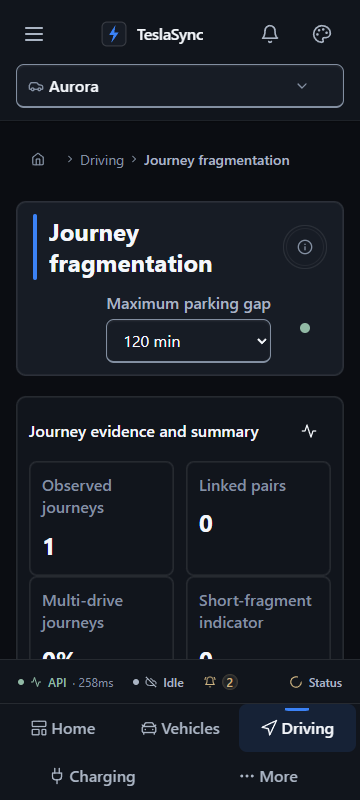 TeslaSync
Aurora
Driving
Journey fragmentation
Journey
fragmentation
Maximum parking gap
120 min
Journey evidence and summary
Observed
journeys
1
Linked pairs
0
Multi-drive
journeys
0%
Short-fragment
indicator
0
API · 258ms
Idle
2
Status
Home
Vehicles
Driving
Charging
More